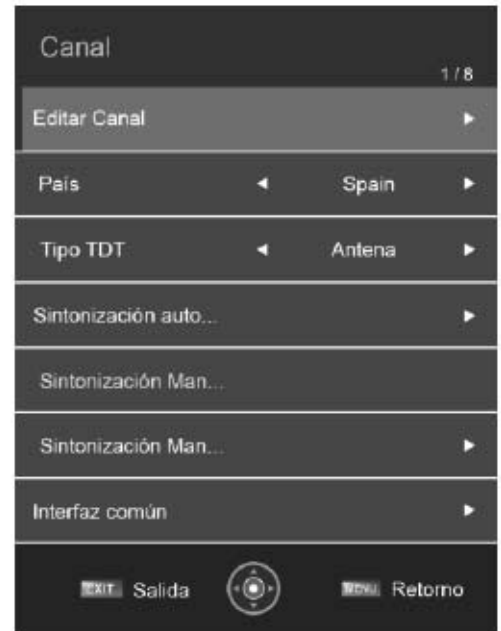 Canal
1 / 8
Editar Canal
País Spain
Tipo TDT Antena
Sintonización auto...
Sintonización Man...
Sintonización Man...
Interfaz común
EXIT Salida MENU Retorno